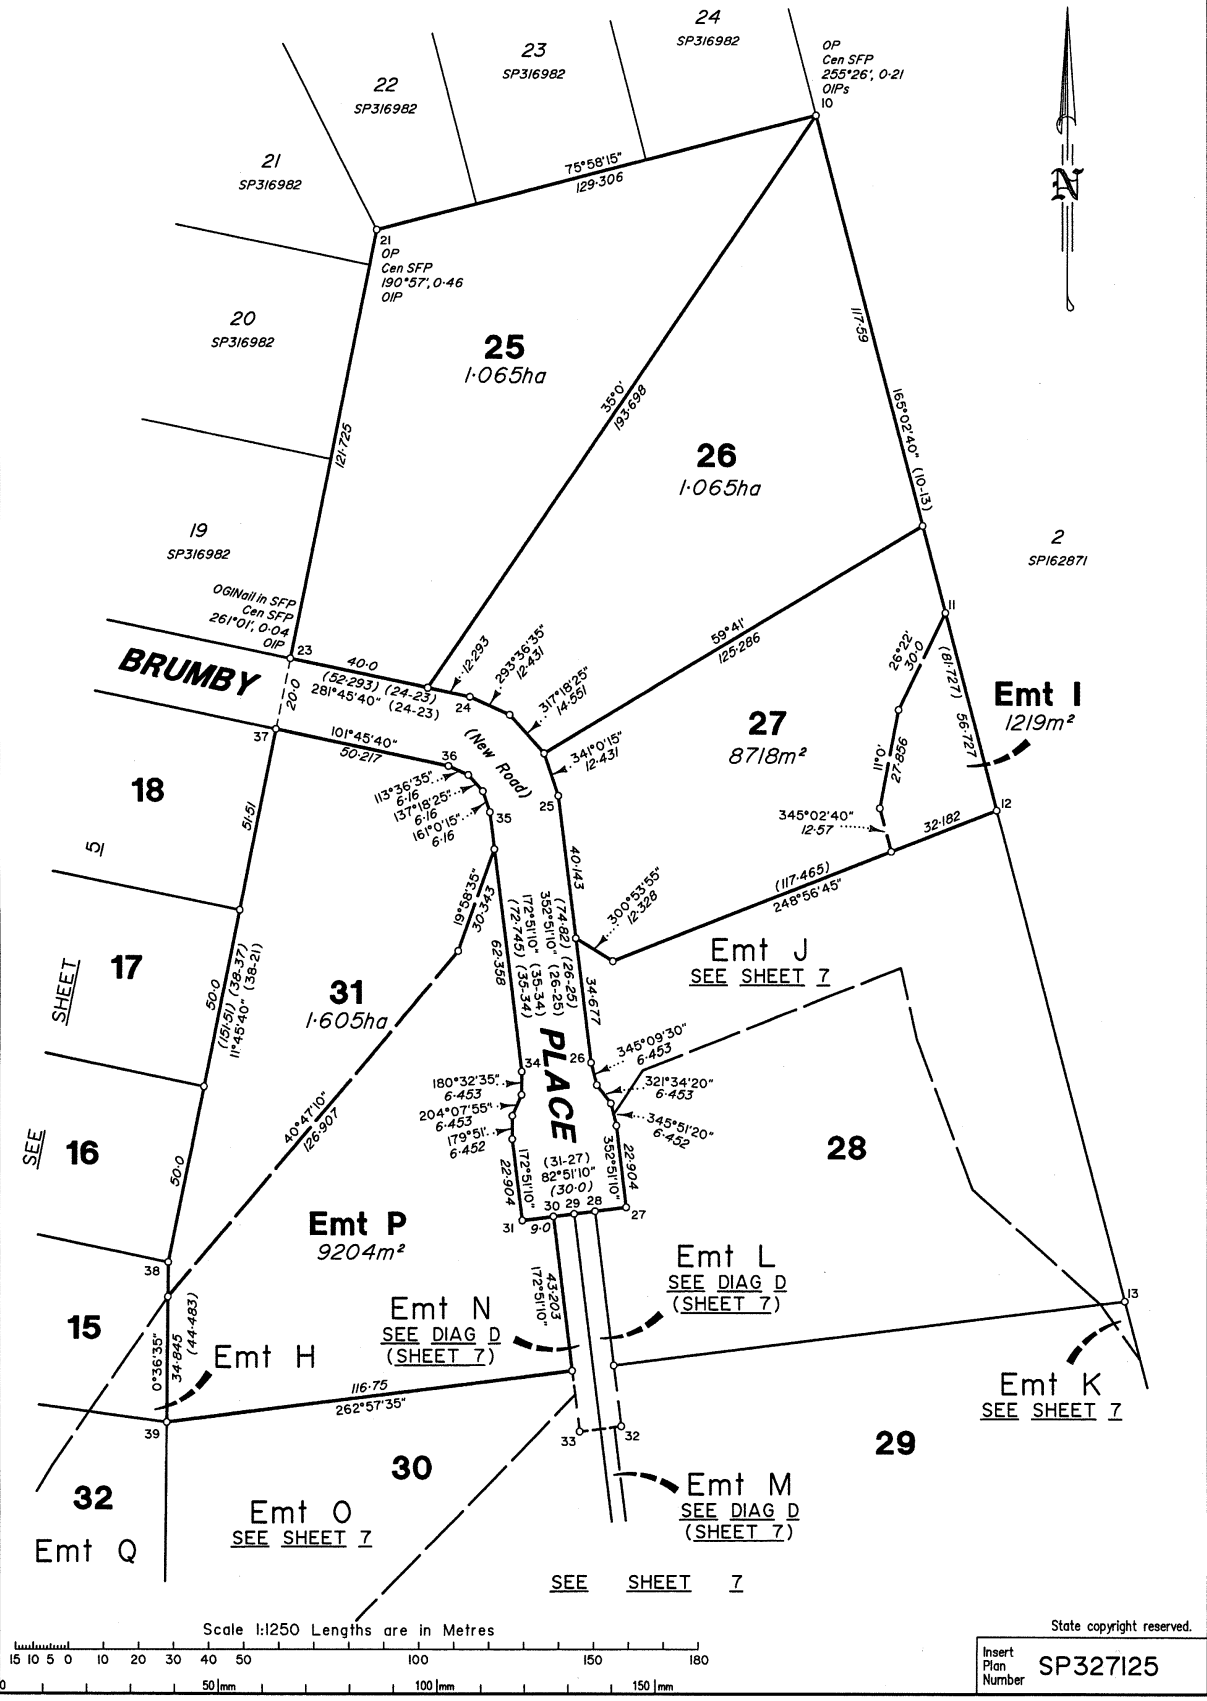 24
SP316982
23
SP316982
22
SP316982
21
SP316982
OP
Cen SFP
255°26', 0·21
OIPs
10
75°58'15"
129·306
N
21
OP
Cen SFP
190°57', 0·46
OIP
20
SP316982
25
1·065ha
117·59
35°0'
193·698
121·725
165°02'40" (10-13)
26
1·065ha
19
SP316982
2
SP162871
OGINail in SFP
Cen SFP
261°01', 0·04
OIP
23
11
BRUMBY
40·0
(52·293) (24-23)
281°45'40" (24-23)
12·293
24
293°36'35"
12·431
317°18'25"
14·551
59°41'
125·286
26°22'
30·0
(81·727)
56·727
Emt I
1219m²
20·0
37
101°45'40"
50·217
(New Road)
36
341°0'15"
12·431
27
8718m²
11°0'
27·856
18
113°36'35"
6·16
137°18'25"
6·16
161°0'15"
6·16
35
25
345°02'40"
12·57
32·182
12
51·51
5
40·143
(117·465)
248°56'45"
19°58'35"
30·343
300°53'55"
12·328
(74·82) (26-25)
352°51'10" (26-25)
172°51'10" (35-34)
(72·745) (35-34)
62·358
34·677
Emt J
SEE SHEET 7
17
SHEET
50·0
(151·51) (38-37)
11°45'40" (38-21)
31
1·605ha
PLACE
26
345°09'30"
6·453
34
321°34'20"
6·453
345°51'20"
6·452
180°32'35"
6·453
204°07'55"
6·453
179°51'
6·452
40°47'10"
126·907
16
SEE
50·0
28
172°51'10"
22·904
(31-27)
82°51'10"
(30·0)
352°51'10"
22·904
30 29 28
27
31
9·0
Emt P
9204m²
38
43·203
172°51'10"
Emt L
SEE DIAG D
(SHEET 7)
13
Emt N
SEE DIAG D
(SHEET 7)
15
0°36'35"
34·845
(44·483)
Emt H
116·75
262°57'35"
39
Emt K
SEE SHEET 7
33
32
29
30
32
Emt M
SEE DIAG D
(SHEET 7)
Emt O
SEE SHEET 7
Emt Q
SEE SHEET 7
Scale 1:1250 Lengths are in Metres
State copyright reserved.
15 10 5 0 10 20 30 40 50 100 150 180
0 50 mm 100 mm 150 mm
Insert
Plan
Number
SP327125